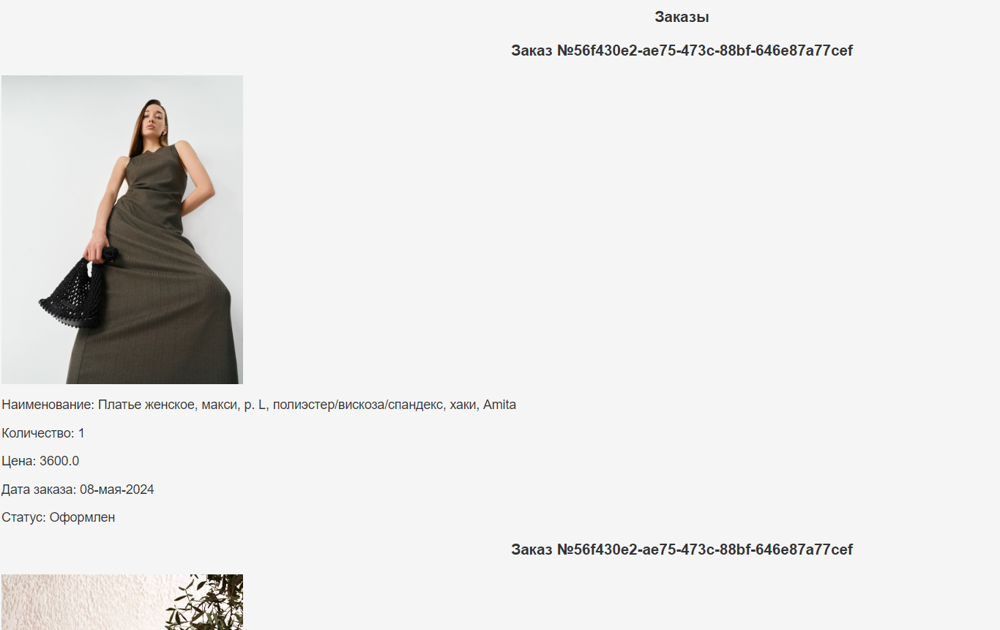 Заказы
Заказ №56f430e2-ae75-473c-88bf-646e87a77cef
Наименование: Платье женское, макси, р. L, полиэстер/вискоза/спандекс, хаки, Amita
Количество: 1
Цена: 3600.0
Дата заказа: 08-мая-2024
Статус: Оформлен
Заказ №56f430e2-ae75-473c-88bf-646e87a77cef